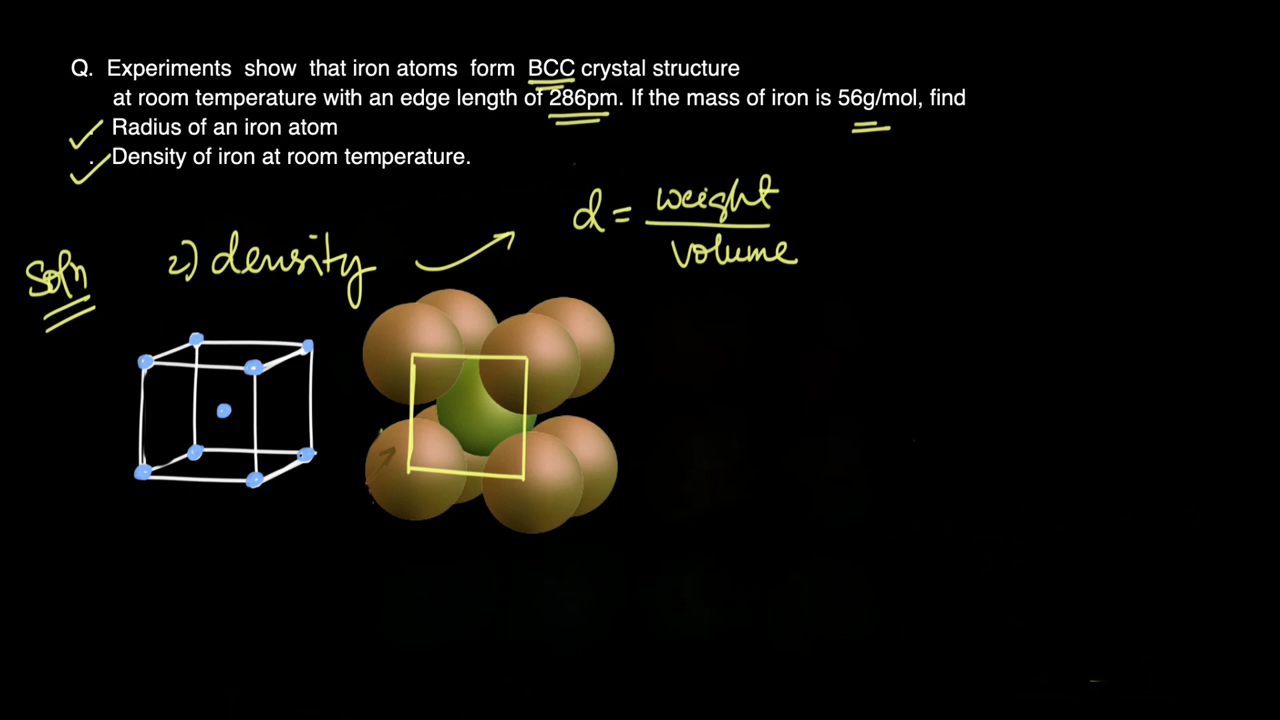 Q. Experiments show that iron atoms form BCC crystal structure
at room temperature with an edge length of 286pm. If the mass of iron is 56g/mol, find
. Radius of an iron atom
. Density of iron at room temperature.
d = weight
volume
Soln 2) density